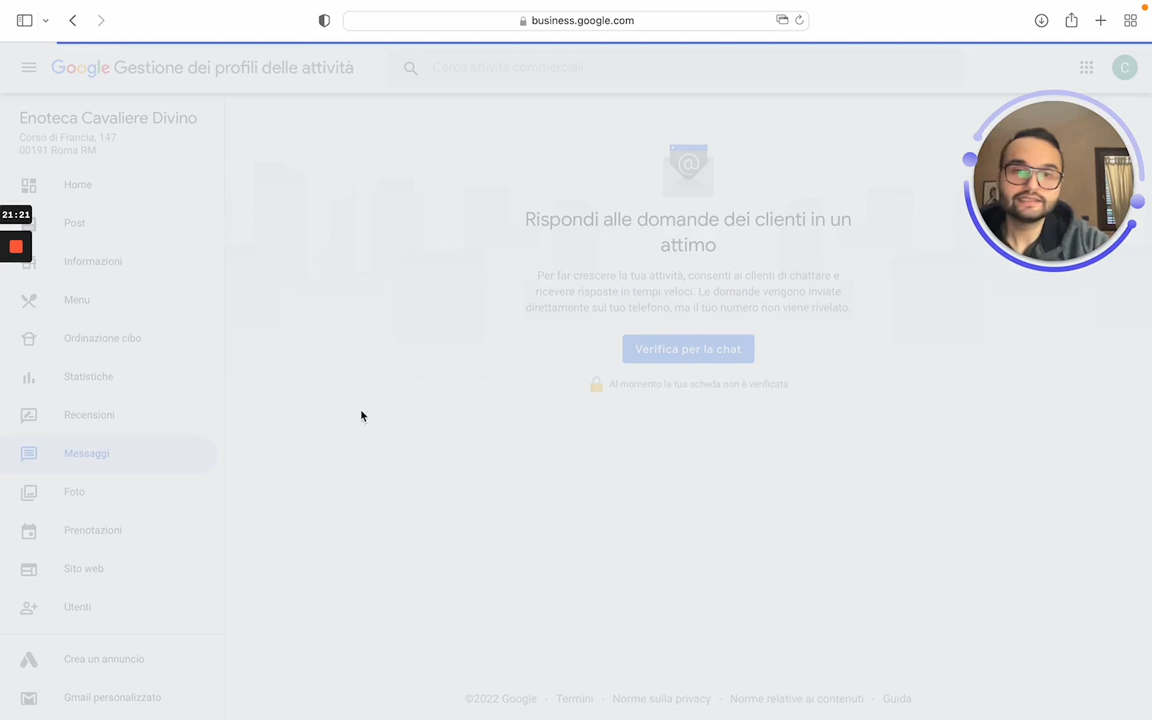 business.google.com
Google Gestione dei profili delle attività
Cerca attività commerciali
C
Enoteca Cavaliere Divino
Corso di Francia, 147
00191 Roma RM
Home
21:21
Post
Informazioni
Menu
Ordinazione cibo
Statistiche
Recensioni
Messaggi
Foto
Prenotazioni
Sito web
Utenti
Crea un annuncio
Gmail personalizzato
@
Rispondi alle domande dei clienti in un
attimo
Per far crescere la tua attività, consenti ai clienti di chattare e
ricevere risposte in tempi veloci. Le domande vengono inviate
direttamente sul tuo telefono, ma il tuo numero non viene rivelato.
Verifica per la chat
Al momento la tua scheda non è verificata
©2022 Google - Termini - Norme sulla privacy - Norme relative ai contenuti - Guida